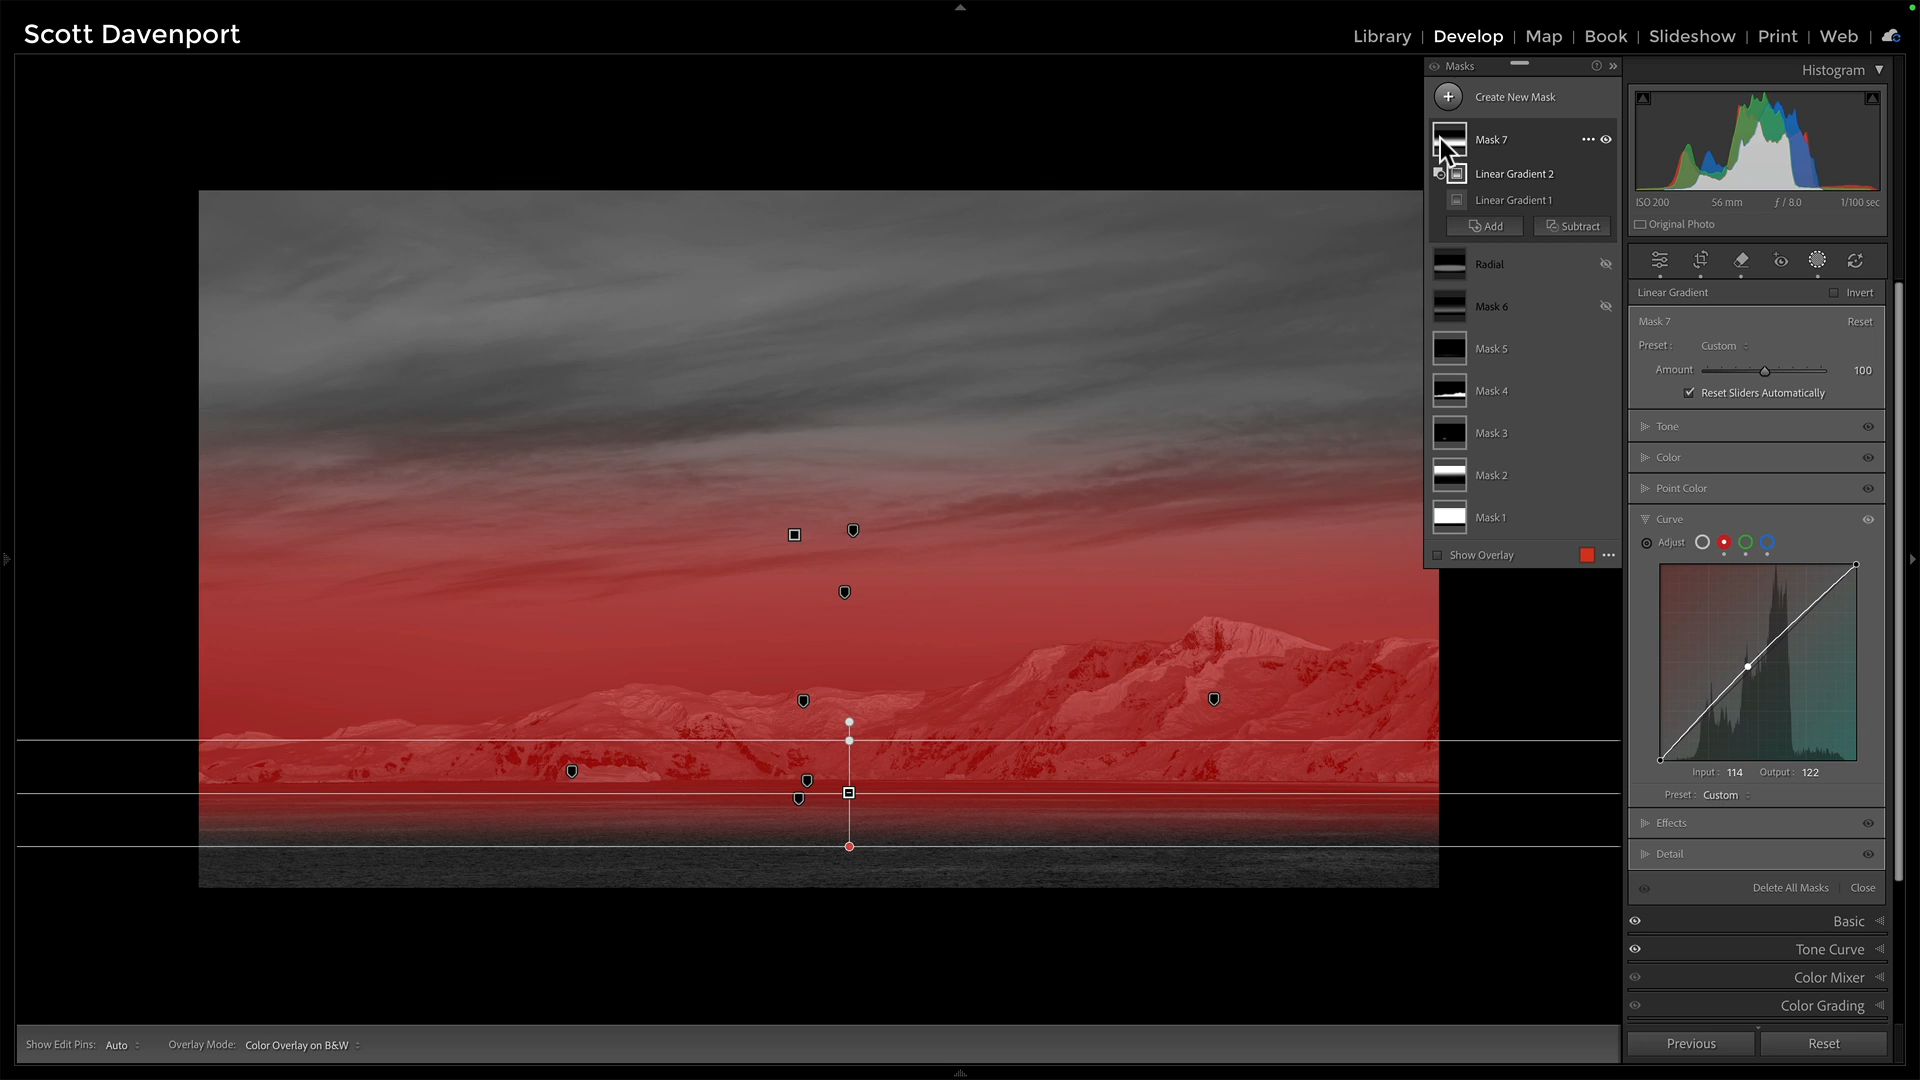 Scott Davenport
Library | Develop | Map | Book | Slideshow | Print | Web |
Masks
Create New Mask
Mask 7
Linear Gradient 2
Linear Gradient 1
Add Subtract
Radial
Mask 6
Mask 5
Mask 4
Mask 3
Mask 2
Mask 1
Show Overlay
Histogram
ISO 200 56 mm ƒ / 8.0 1/100 sec
Original Photo
Linear Gradient Invert
Mask 7 Reset
Preset : Custom
Amount 100
Reset Sliders Automatically
Tone
Color
Point Color
Curve
Adjust
Input : 114 Output : 122
Preset : Custom
Effects
Detail
Delete All Masks Close
Basic
Tone Curve
Color Mixer
Color Grading
Previous Reset
Show Edit Pins: Auto Overlay Mode: Color Overlay on B&W